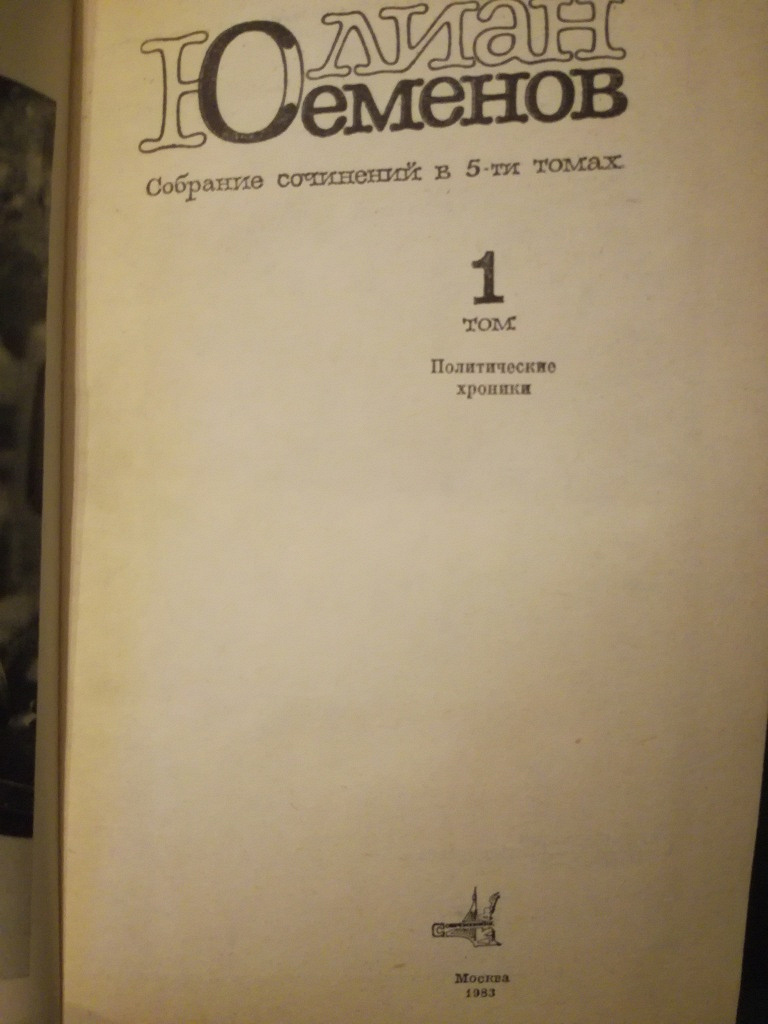 Юлиан
Семенов
Собрание сочинений в 5-ти томах
1
том
Политические
хроники
Москва
1983